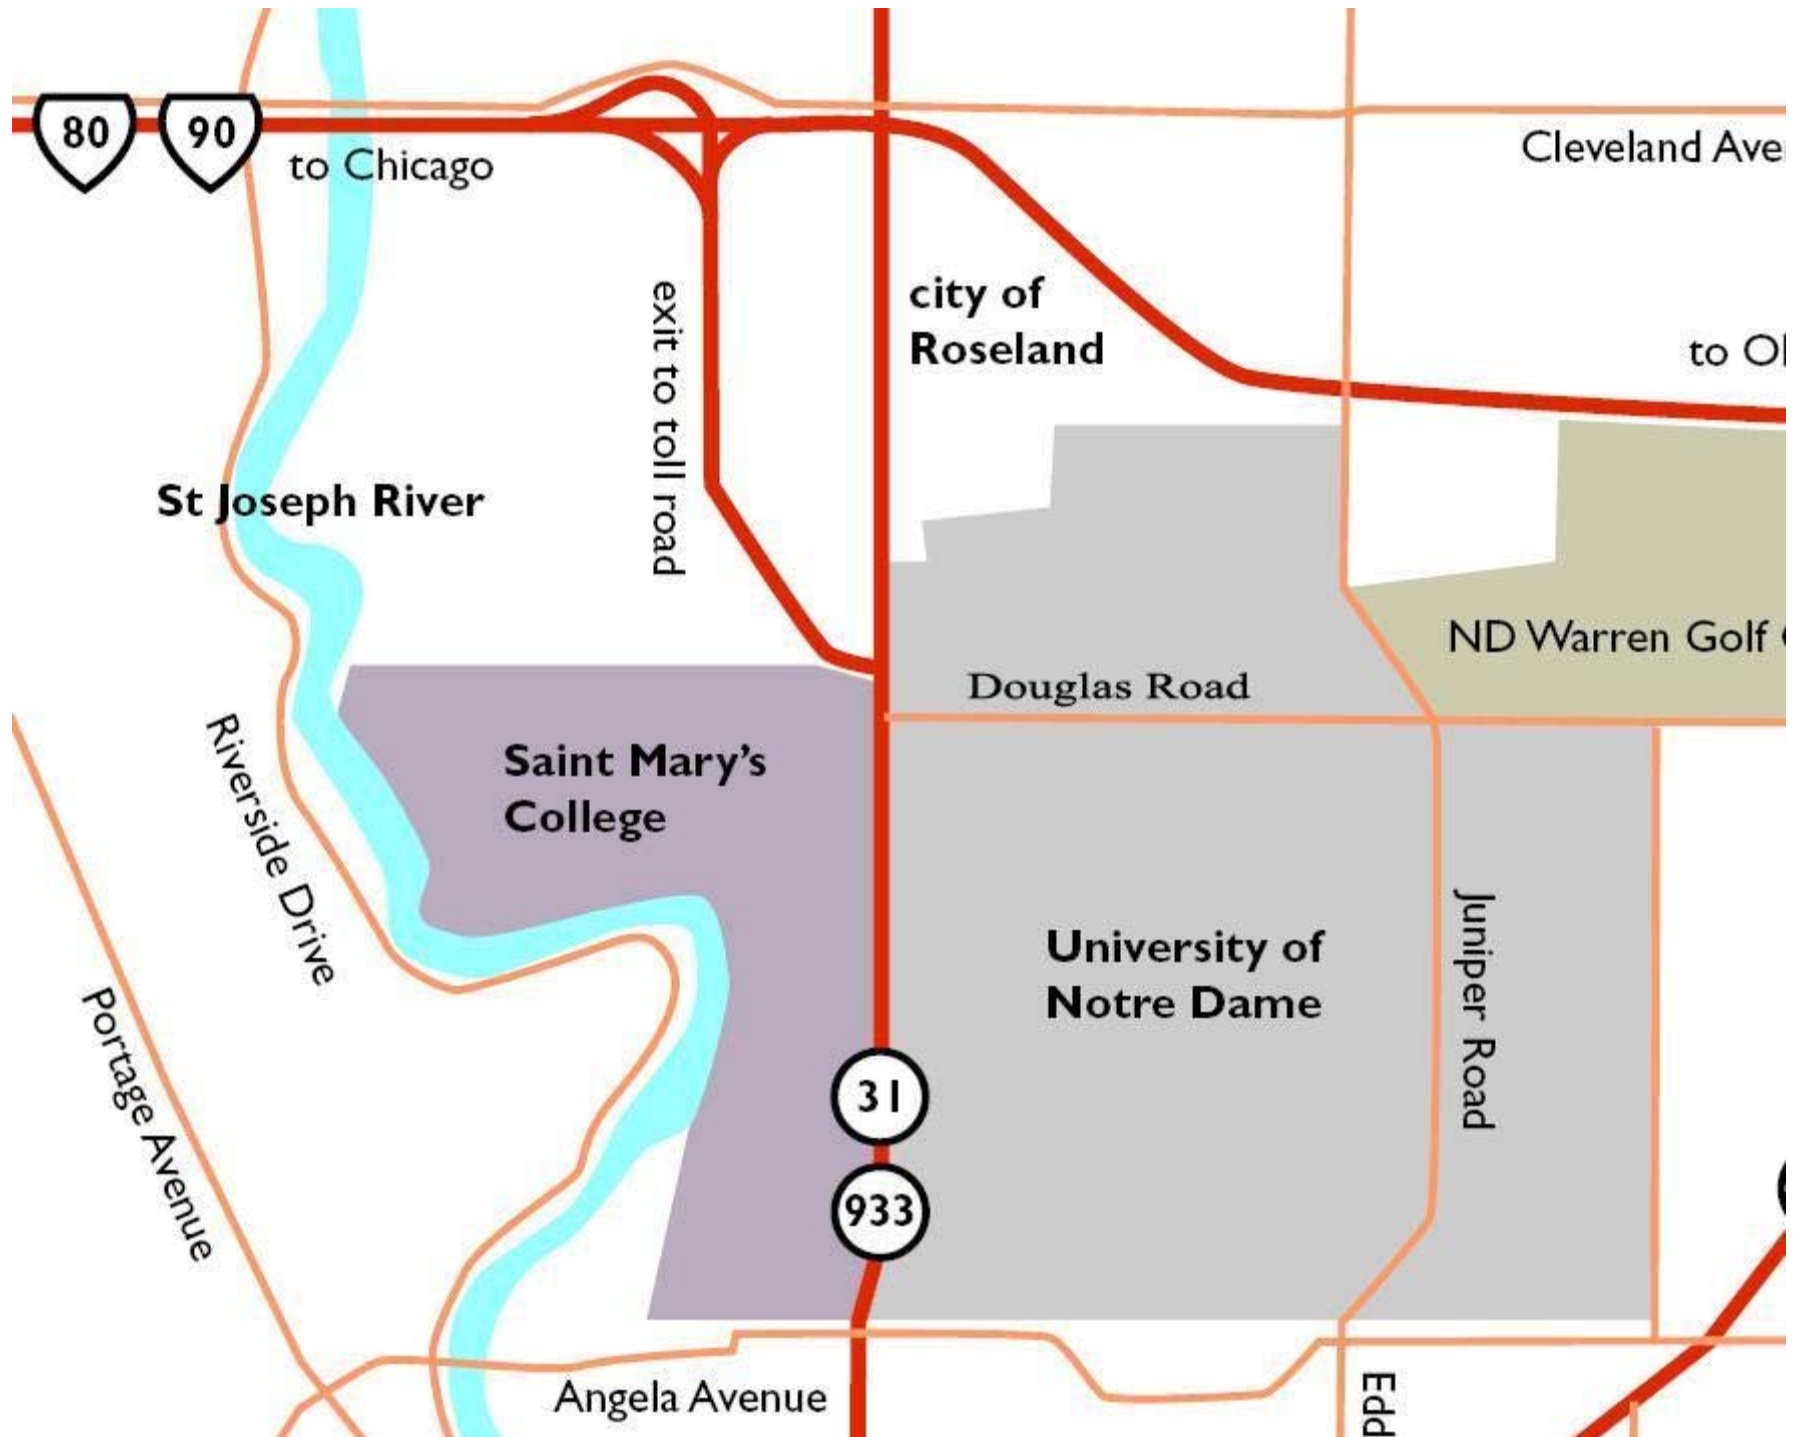 80
90
to Chicago
Cleveland Ave
city of
Roseland
exit to toll road
to
St Joseph River
ND Warren Golf
Douglas Road
Riverside Drive
Saint Mary's
College
University of
Notre Dame
Juniper Road
Portage Avenue
31
933
Angela Avenue
Edd